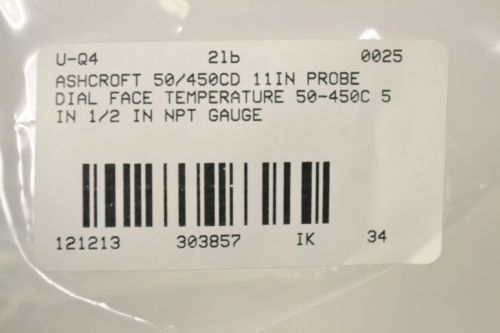 U-Q4 2lb 0025
ASHCROFT 50/450CD 11IN PROBE
DIAL FACE TEMPERATURE 50-450C 5
IN 1/2 IN NPT GAUGE
121213 303857 IK 34